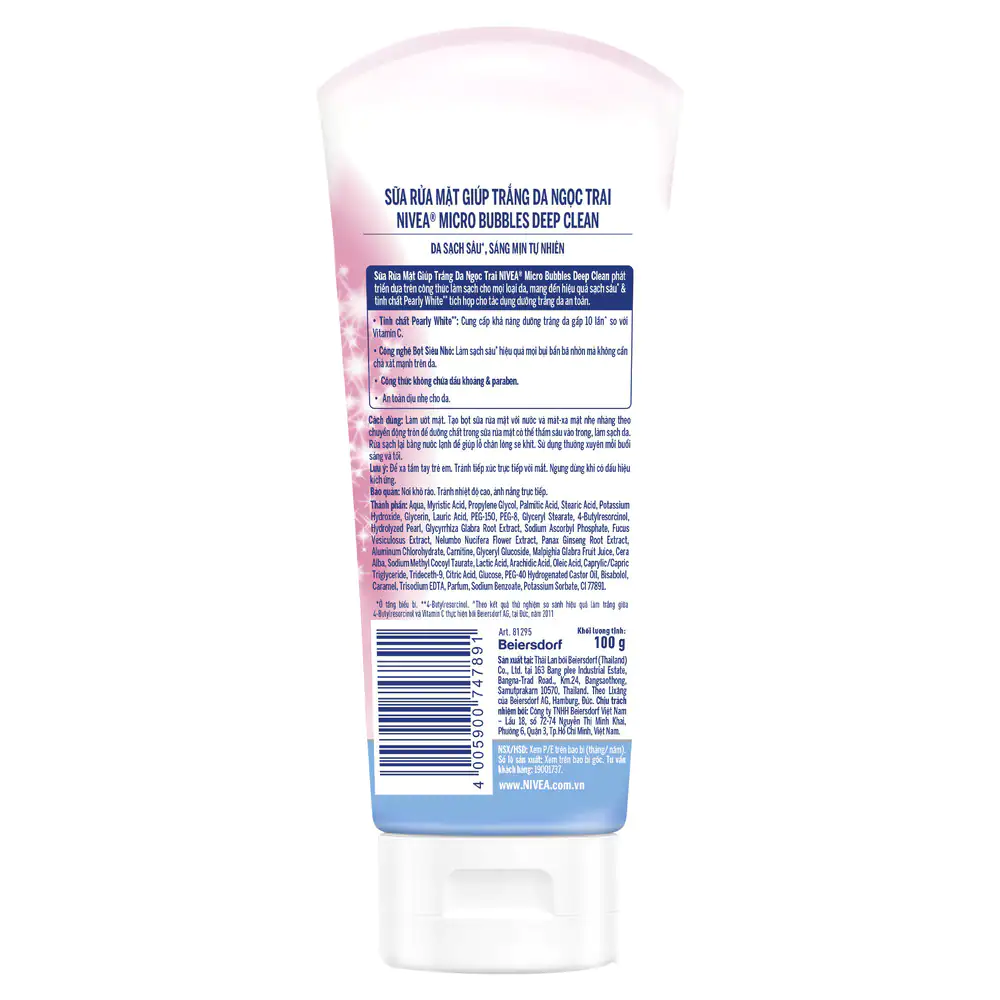 SỮA RỬA MẶT GIÚP TRẮNG DA NGỌC TRAI
NIVEA® MICRO BUBBLES DEEP CLEAN
DA SẠCH SÂU*, SÁNG MỊN TỰ NHIÊN
Sữa Rửa Mặt Giúp Trắng Da Ngọc Trai NIVEA® Micro Bubbles Deep Clean phát
triển dựa trên công thức làm sạch cho mọi loại da, mang đến hiệu quả sạch sâu* &
tinh chất Pearly White** tích hợp cho tác dụng dưỡng trắng da an toàn.
• Tinh chất Pearly White**: Cung cấp khả năng dưỡng trắng da gấp 10 lần^ so với
Vitamin C.
• Công nghệ Bọt Siêu Nhỏ: Làm sạch sâu* hiệu quả mọi bụi bẩn bã nhờn mà không cần
chà xát mạnh trên da.
• Công thức không chứa dầu khoáng & paraben.
• An toàn dịu nhẹ cho da.
Cách dùng: Làm ướt mặt. Tạo bọt sữa rửa mặt với nước và mát-xa mặt nhẹ nhàng theo
chuyển động tròn để dưỡng chất trong sữa rửa mặt có thể thấm sâu vào trong, làm sạch da.
Rửa sạch lại bằng nước lạnh để giúp lỗ chân lông se khít. Sử dụng thường xuyên mỗi buổi
sáng và tối.
Lưu ý: Để xa tầm tay trẻ em. Tránh tiếp xúc trực tiếp với mắt. Ngưng dùng khi có dấu hiệu
kích ứng.
Bảo quản: Nơi khô ráo. Tránh nhiệt độ cao, ánh nắng trực tiếp.
Thành phần: Aqua, Myristic Acid, Propylene Glycol, Palmitic Acid, Stearic Acid, Potassium
Hydroxide, Glycerin, Lauric Acid, PEG-150, PEG-8, Glyceryl Stearate, 4-Butylresorcinol,
Hydrolyzed Pearl, Glycyrrhiza Glabra Root Extract, Sodium Ascorbyl Phosphate, Fucus
Vesiculosus Extract, Nelumbo Nucifera Flower Extract, Panax Ginseng Root Extract,
Aluminum Chlorohydrate, Carnitine, Glyceryl Glucoside, Malpighia Glabra Fruit Juice, Cera
Alba, Sodium Methyl Cocoyl Taurate, Lactic Acid, Arachidic Acid, Oleic Acid, Caprylic/Capric
Triglyceride, Trideceth-9, Citric Acid, Glucose, PEG-40 Hydrogenated Castor Oil, Bisabolol,
Caramel, Trisodium EDTA, Parfum, Sodium Benzoate, Potassium Sorbate, CI 77891.
*Ở tầng biểu bì. **4-Butylresorcinol. ^Theo kết quả thử nghiệm so sánh hiệu quả làm trắng giữa
4-Butylresorcinol và Vitamin C thực hiện bởi Beiersdorf AG, tại Đức, năm 2011
4 005900 747891
Art. 81295
Beiersdorf
Khối lượng tịnh:
100 g
Sản xuất tại: Thái Lan bởi Beiersdorf (Thailand)
Co., Ltd. tại 163 Bang plee Industrial Estate,
Bangna-Trad Road., Km.24, Bangsaothong,
Samutprakarn 10570, Thailand. Theo Lixăng
của Beiersdorf AG, Hamburg, Đức. Chịu trách
nhiệm bởi: Công ty TNHH Beiersdorf Việt Nam
– Lầu 18, số 72-74 Nguyễn Thị Minh Khai,
Phường 6, Quận 3, Tp.Hồ Chí Minh, Việt Nam.
NSX/HSD: Xem P/E trên bao bì (tháng/ năm).
Số lô sản xuất: Xem trên bao bì gốc. Tư vấn
khách hàng: 19001737.
www.NIVEA.com.vn